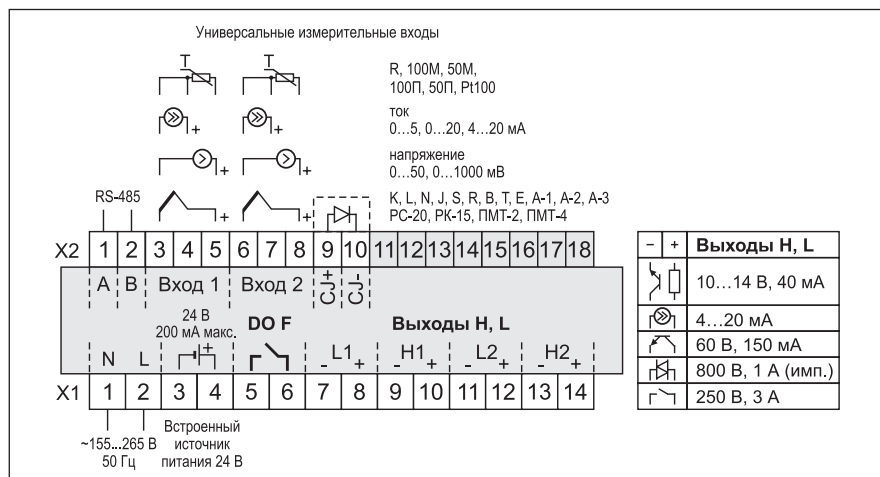 Универсальные измерительные входы
T T
R, 100М, 50М,
100П, 50П, Pt100
+ +
ток
0...5, 0...20, 4...20 мА
+ +
напряжение
0...50, 0...1000 мВ
RS-485
+ +
K, L, N, J, S, R, B, T, E, A-1, A-2, A-3
РС-20, РК-15, ПМТ-2, ПМТ-4
X2 1 2 3 4 5 6 7 8 9 10 11 12 13 14 15 16 17 18
A B Вход 1 Вход 2 CJ+ CJ-
24 В
200 мА макс.
DO F
Выходы H, L
N L + - L1 + - H1 + - L2 + - H2 +
X1 1 2 3 4 5 6 7 8 9 10 11 12 13 14
~155...265 В
50 Гц
Встроенный
источник
питания 24 В
- + Выходы H, L
10...14 В, 40 мА
4...20 мА
60 В, 150 мА
800 В, 1 А (имп.)
250 В, 3 А